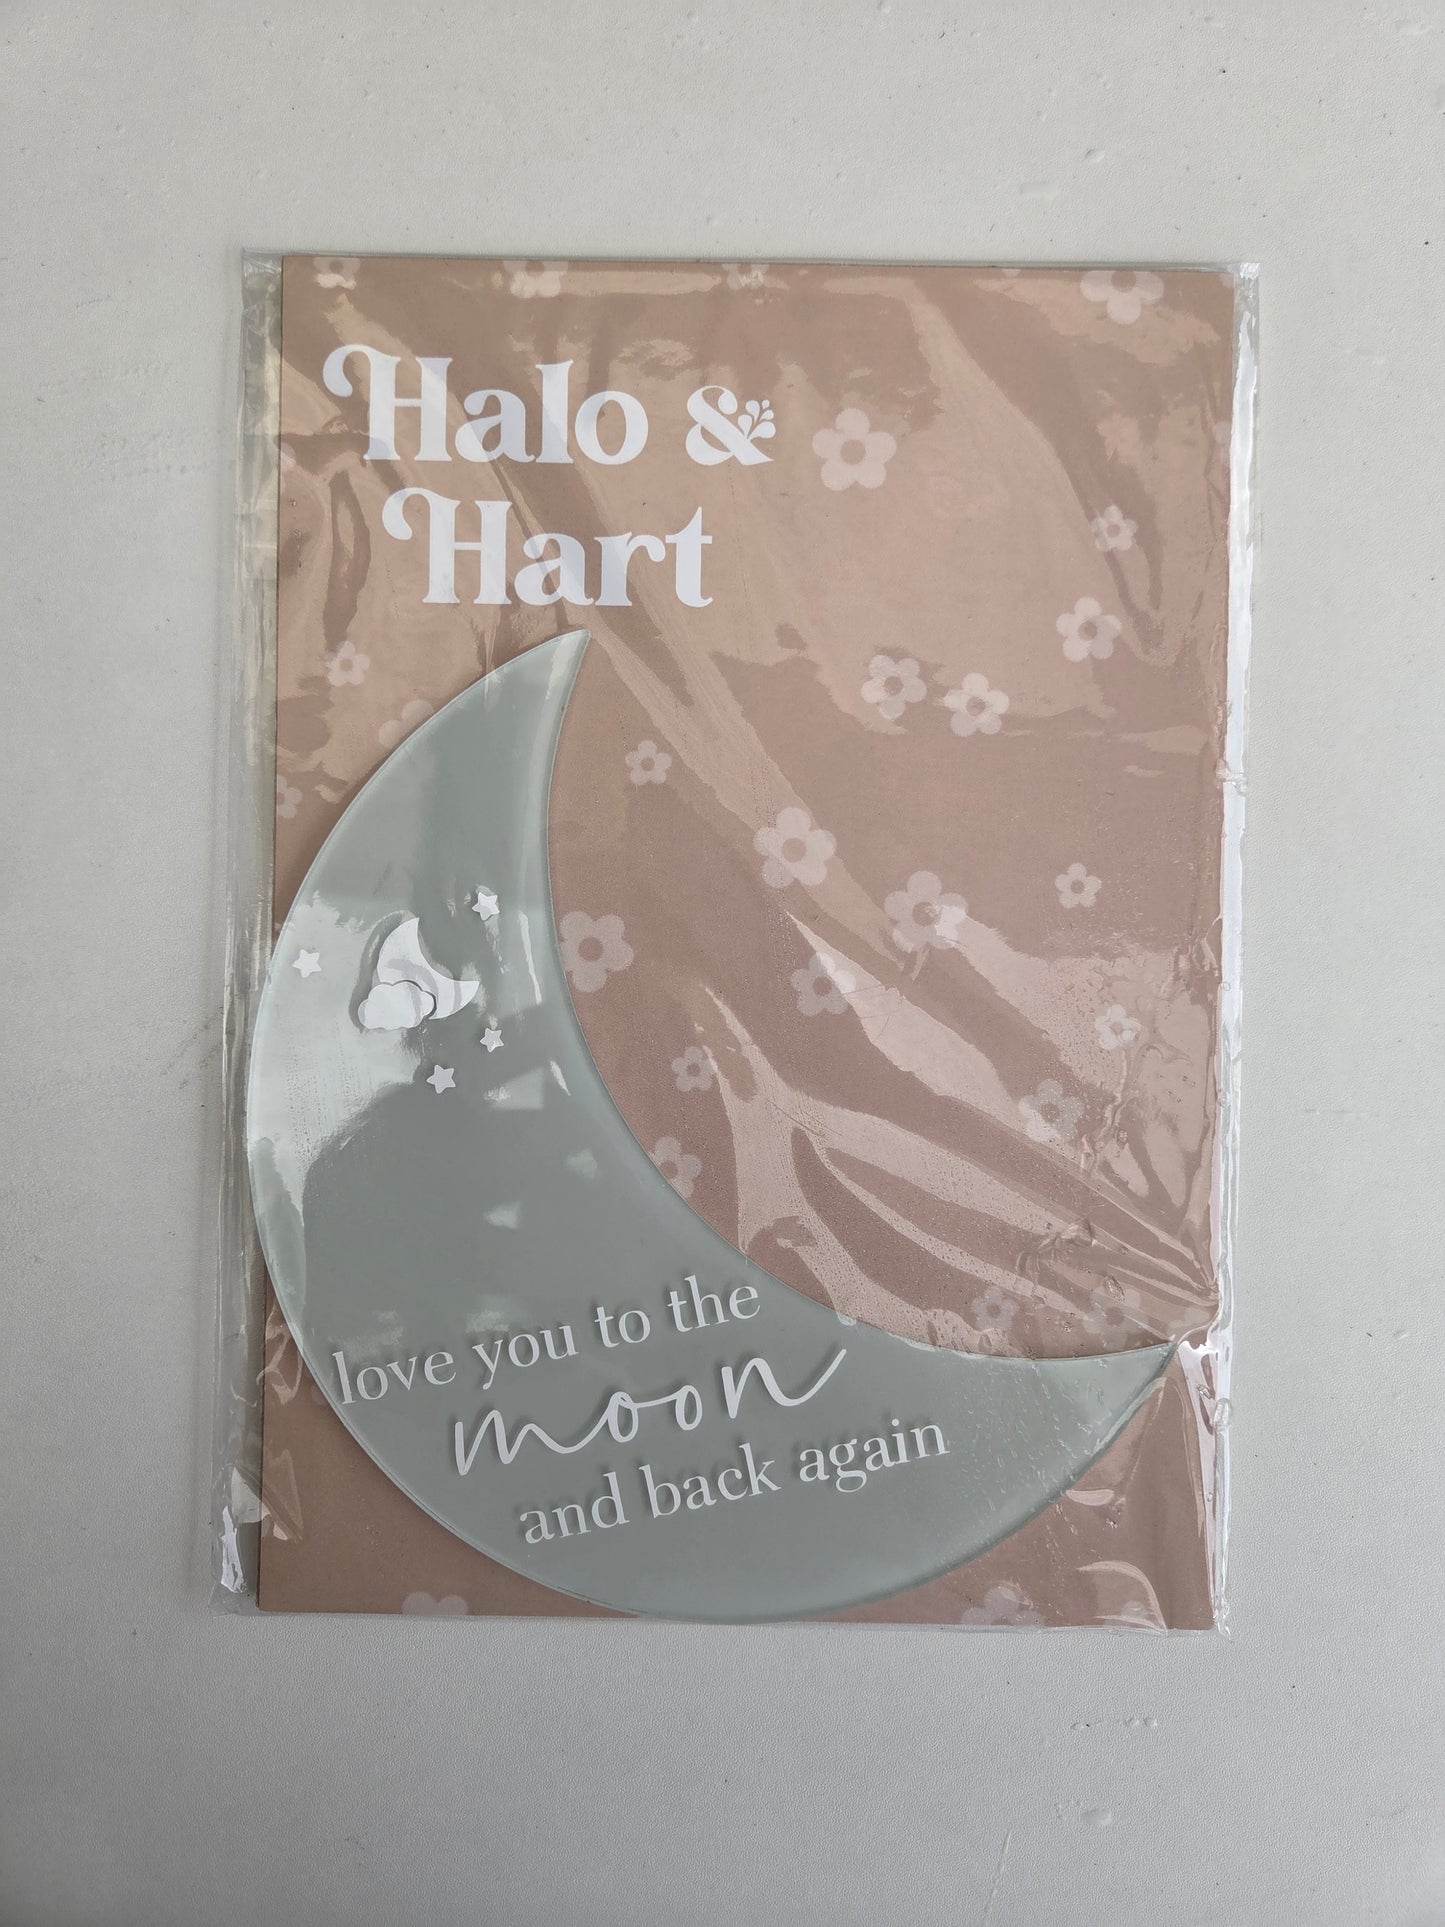 Halo &
Hart
love you to the
moon
and back again